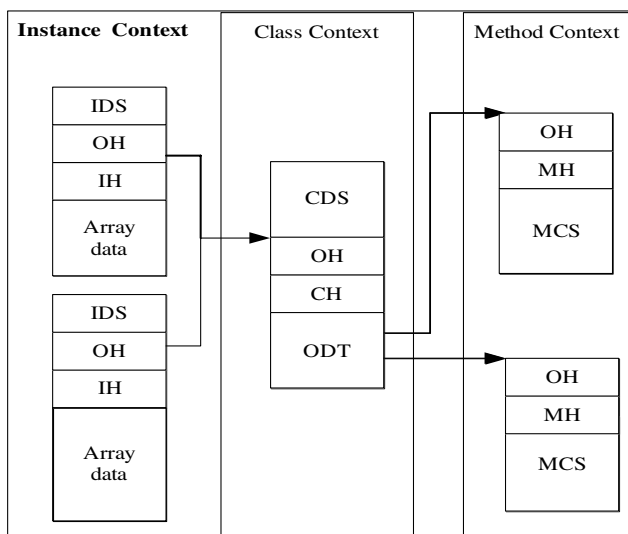 Instance Context
IDS
OH
IH
Array
data
IDS
OH
IH
Array
data
Class Context
CDS
OH
CH
ODT
Method Context
OH
MH
MCS
OH
MH
MCS